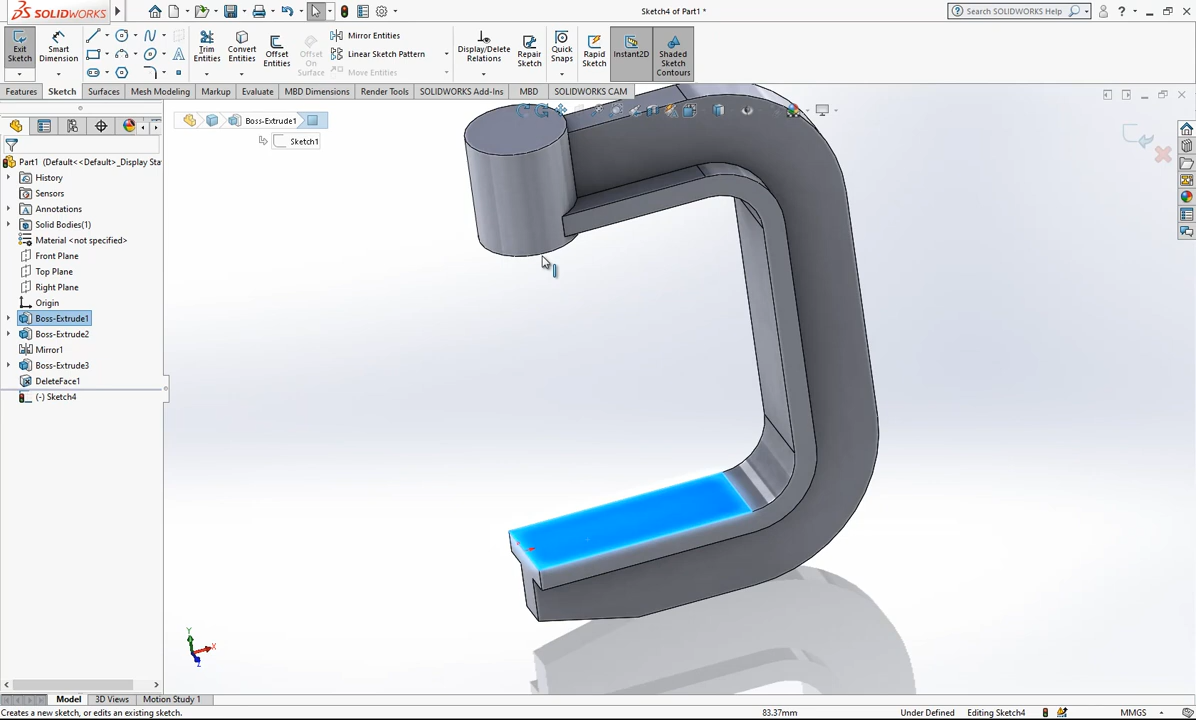 SOLIDWORKS
Sketch4 of Part1 *
Search SOLIDWORKS Help
Exit Sketch
Smart Dimension
Trim Entities
Convert Entities
Offset Entities
Offset On Surface
Mirror Entities
Linear Sketch Pattern
Move Entities
Display/Delete Relations
Repair Sketch
Quick Snaps
Rapid Sketch
Instant2D
Shaded Sketch Contours
Features
Sketch
Surfaces
Mesh Modeling
Markup
Evaluate
MBD Dimensions
Render Tools
SOLIDWORKS Add-Ins
MBD
SOLIDWORKS CAM
Boss-Extrude1
Sketch1
Part1 (Default<<Default>_Display Sta
History
Sensors
Annotations
Solid Bodies(1)
Material <not specified>
Front Plane
Top Plane
Right Plane
Origin
Boss-Extrude1
Boss-Extrude2
Mirror1
Boss-Extrude3
DeleteFace1
(-) Sketch4
Y
X
Z
Model
3D Views
Motion Study 1
Creates a new sketch, or edits an existing sketch.
83.37mm
Under Defined
Editing Sketch4
MMGS